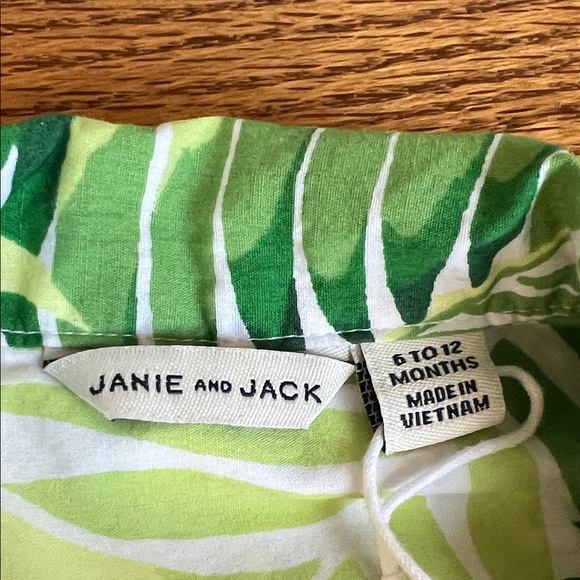 JANIE AND JACK
6 TO 12
MONTHS
MADE IN
VIETNAM